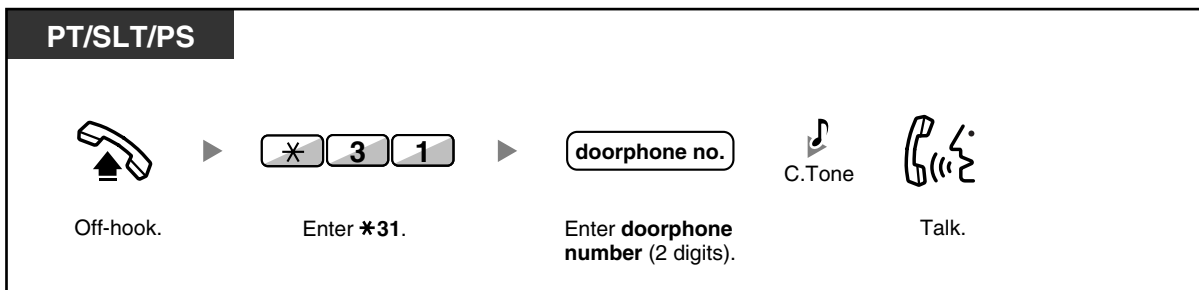 PT/SLT/PS
✱ 3 1
doorphone no.
C.Tone
Off-hook.
Enter ✱31.
Enter doorphone
number (2 digits).
Talk.